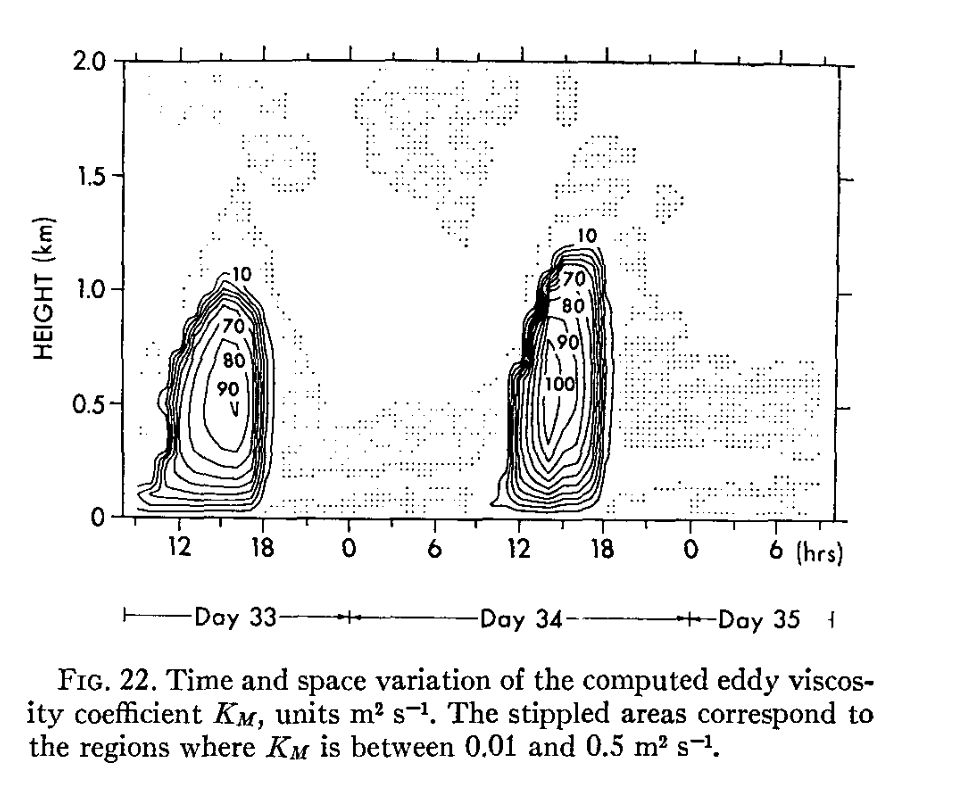 2.0
1.5
1.0
0.5
0
HEIGHT (km)
10
70
80
90
10
70
80
90
100
12 18 0 6 12 18 0 6 (hrs)
Day 33 Day 34 Day 35
FIG. 22. Time and space variation of the computed eddy viscos-
ity coefficient K_M, units m² s⁻¹. The stippled areas correspond to
the regions where K_M is between 0.01 and 0.5 m² s⁻¹.